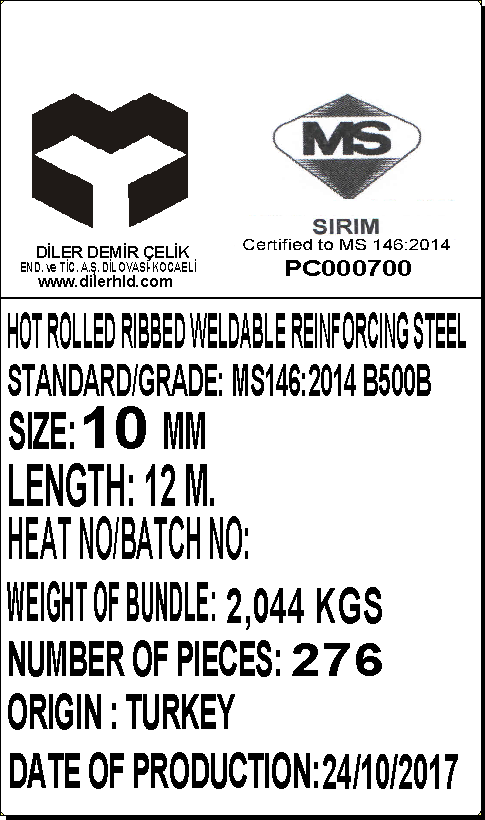 DİLER DEMİR ÇELİK
END. ve TİC. A.Ş. DİLOVASI-KOCAELİ
www.dilerhld.com
MS
SIRIM
Certified to MS 146:2014
PC000700
HOT ROLLED RIBBED WELDABLE REINFORCING STEEL
STANDARD/GRADE: MS146:2014 B500B
SIZE: 10 MM
LENGTH: 12 M.
HEAT NO/BATCH NO:
WEIGHT OF BUNDLE: 2,044 KGS
NUMBER OF PIECES: 276
ORIGIN : TURKEY
DATE OF PRODUCTION:24/10/2017